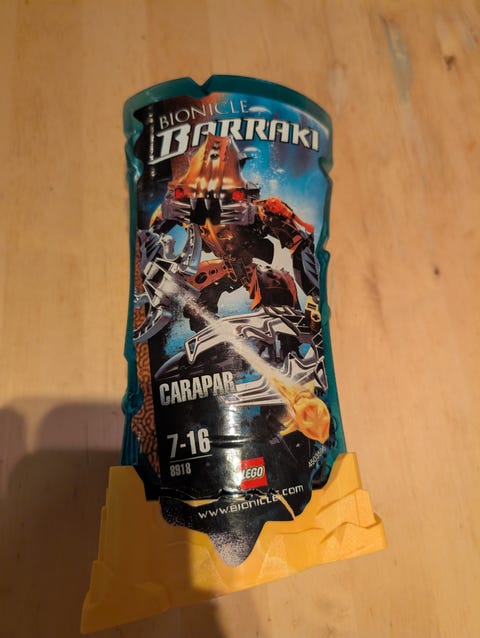 BIONICLE
BARRAKI
CARAPAR
7-16
8918
LEGO
www.BIONICLE.com